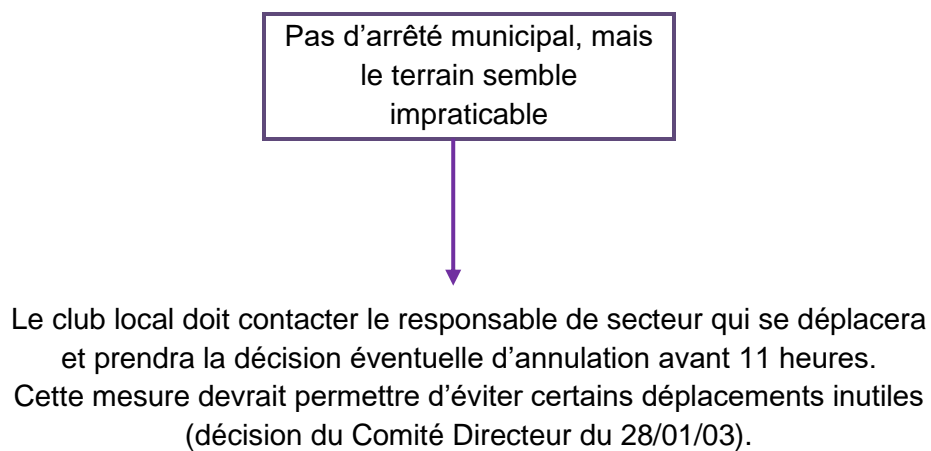 Pas d’arrêté municipal, mais
le terrain semble
impraticable
Le club local doit contacter le responsable de secteur qui se déplacera
et prendra la décision éventuelle d’annulation avant 11 heures.
Cette mesure devrait permettre d’éviter certains déplacements inutiles
(décision du Comité Directeur du 28/01/03).